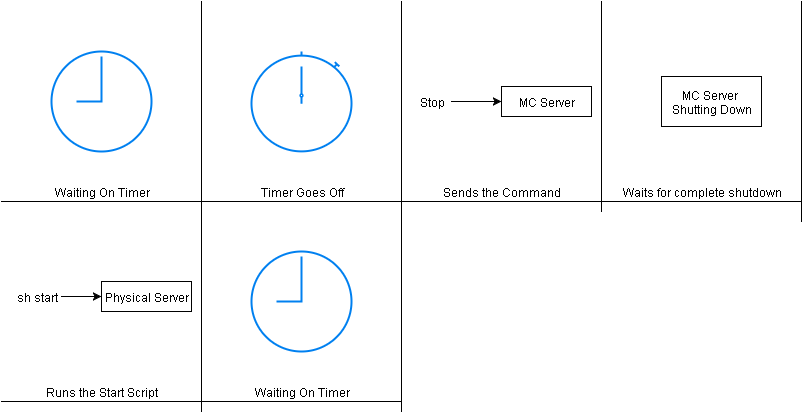 Stop
MC Server
MC Server
Shutting Down
Waiting On Timer
Timer Goes Off
Sends the Command
Waits for complete shutdown
sh start
Physical Server
Runs the Start Script
Waiting On Timer